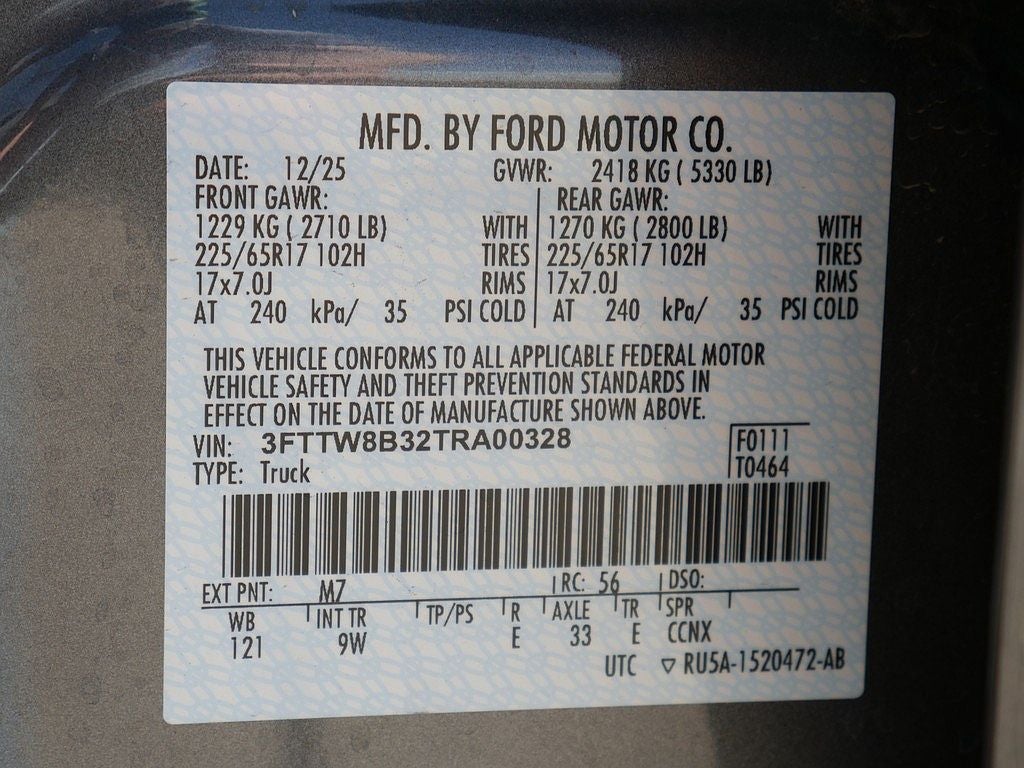 MFD. BY FORD MOTOR CO.
DATE: 12/25 GVWR: 2418 KG ( 5330 LB)
FRONT GAWR: REAR GAWR:
1229 KG ( 2710 LB) WITH 1270 KG ( 2800 LB) WITH
225/65R17 102H TIRES 225/65R17 102H TIRES
17x7.0J RIMS 17x7.0J RIMS
AT 240 kPa/ 35 PSI COLD AT 240 kPa/ 35 PSI COLD
THIS VEHICLE CONFORMS TO ALL APPLICABLE FEDERAL MOTOR
VEHICLE SAFETY AND THEFT PREVENTION STANDARDS IN
EFFECT ON THE DATE OF MANUFACTURE SHOWN ABOVE.
VIN: 3FTTW8B32TRA00328 F0111
TYPE: Truck T0464
EXT PNT: M7 RC: 56 DSO:
WB INT TR TP/PS R AXLE TR SPR
121 9W E 33 E CCNX
UTC ▽ RU5A-1520472-AB